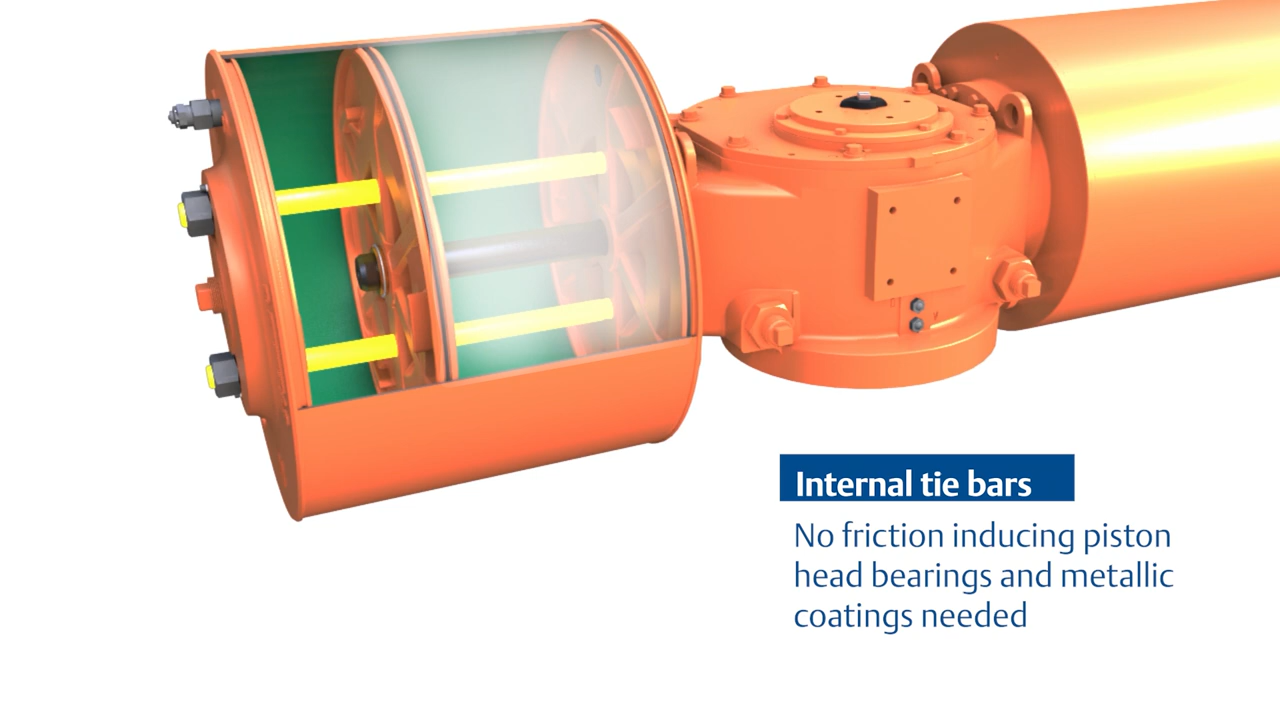 Internal tie bars
No friction inducing piston
head bearings and metallic
coatings needed